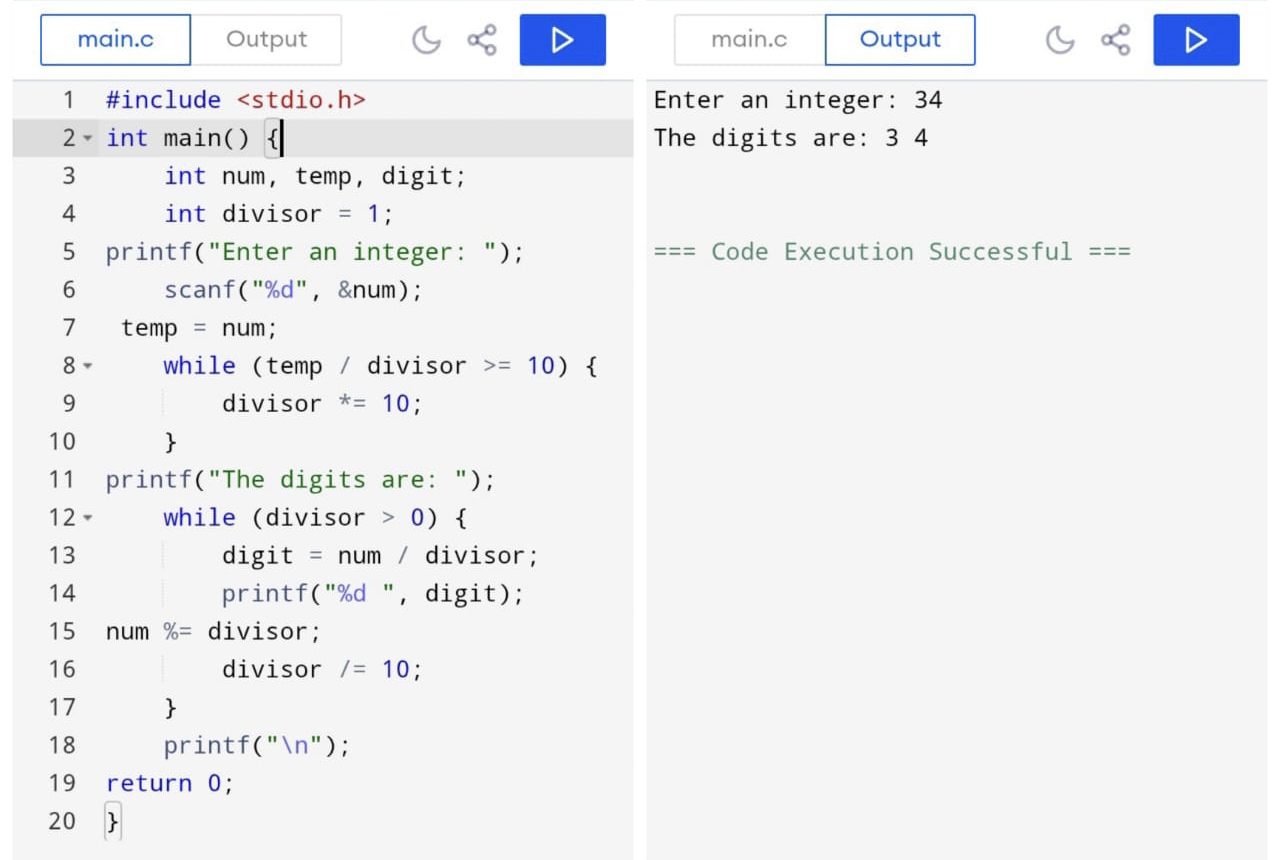 main.c Output
1 #include <stdio.h>
2 int main() {
3     int num, temp, digit;
4     int divisor = 1;
5 printf("Enter an integer: ");
6     scanf("%d", &num);
7  temp = num;
8     while (temp / divisor >= 10) {
9         divisor *= 10;
10     }
11 printf("The digits are: ");
12     while (divisor > 0) {
13         digit = num / divisor;
14         printf("%d ", digit);
15 num %= divisor;
16         divisor /= 10;
17     }
18     printf("\n");
19 return 0;
20 }
main.c Output
Enter an integer: 34
The digits are: 3 4
=== Code Execution Successful ===